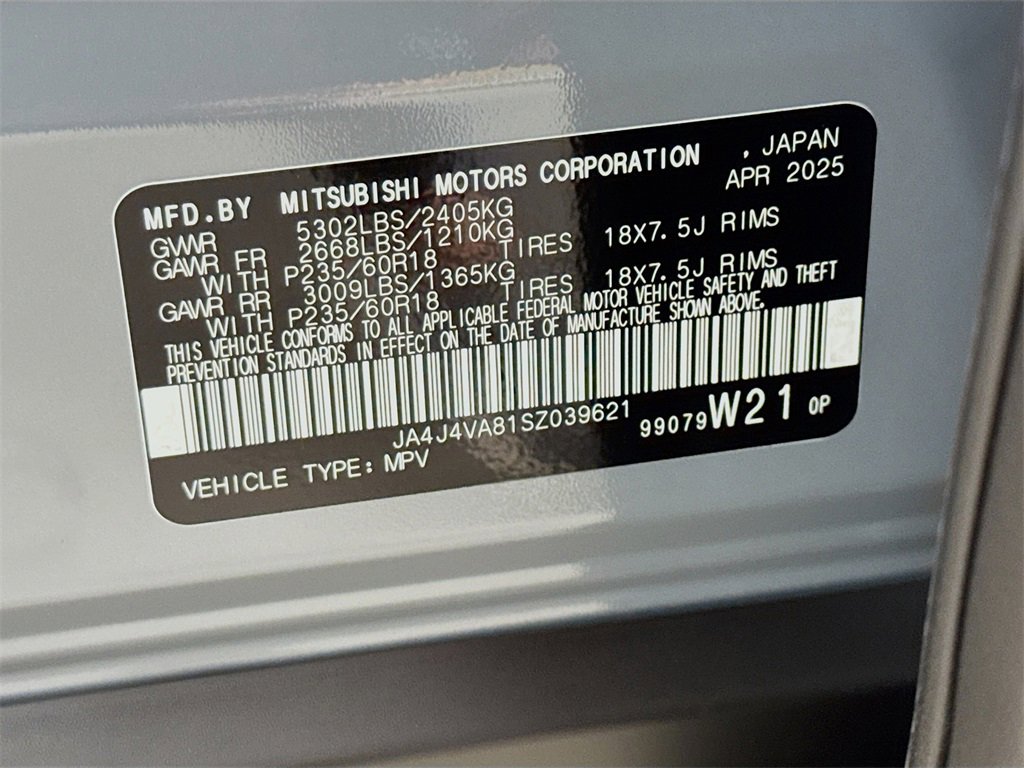 MFD.BY MITSUBISHI MOTORS CORPORATION , JAPAN
GVWR 5302LBS/2405KG APR 2025
GAWR FR 2668LBS/1210KG
WITH P235/60R18 TIRES 18X7.5J RIMS
GAWR RR 3009LBS/1365KG
WITH P235/60R18 TIRES 18X7.5J RIMS
THIS VEHICLE CONFORMS TO ALL APPLICABLE FEDERAL MOTOR VEHICLE SAFETY AND THEFT
PREVENTION STANDARDS IN EFFECT ON THE DATE OF MANUFACTURE SHOWN ABOVE.
JA4J4VA81SZ039621 99079W21 0P
VEHICLE TYPE: MPV